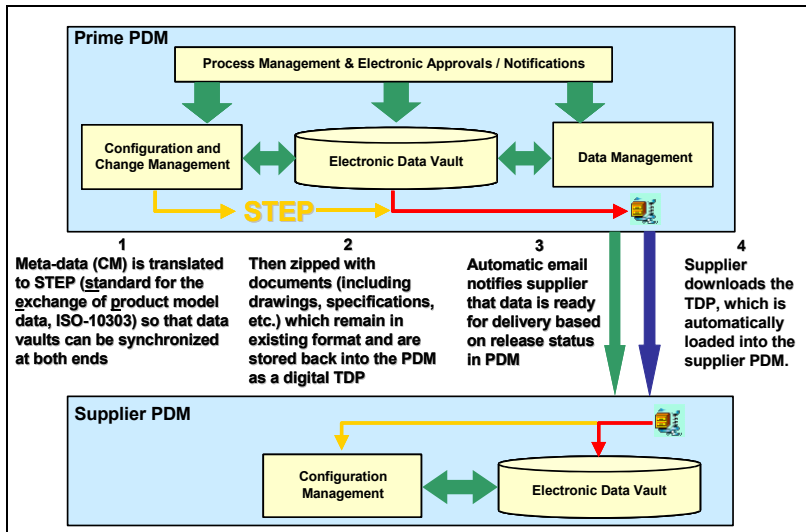 Prime PDM
Process Management & Electronic Approvals / Notifications
Configuration and
Change Management
Electronic Data Vault
Data Management
STEP
1
Meta-data (CM) is translated
to STEP (standard for the
exchange of product model
data, ISO-10303) so that data
vaults can be synchronized
at both ends
2
Then zipped with
documents (including
drawings, specifications,
etc.) which remain in
existing format and are
stored back into the PDM
as a digital TDP
3
Automatic email
notifies supplier
that data is ready
for delivery based
on release status
in PDM
4
Supplier
downloads the
TDP, which is
automatically
loaded into the
supplier PDM.
Supplier PDM
Configuration
Management
Electronic Data Vault